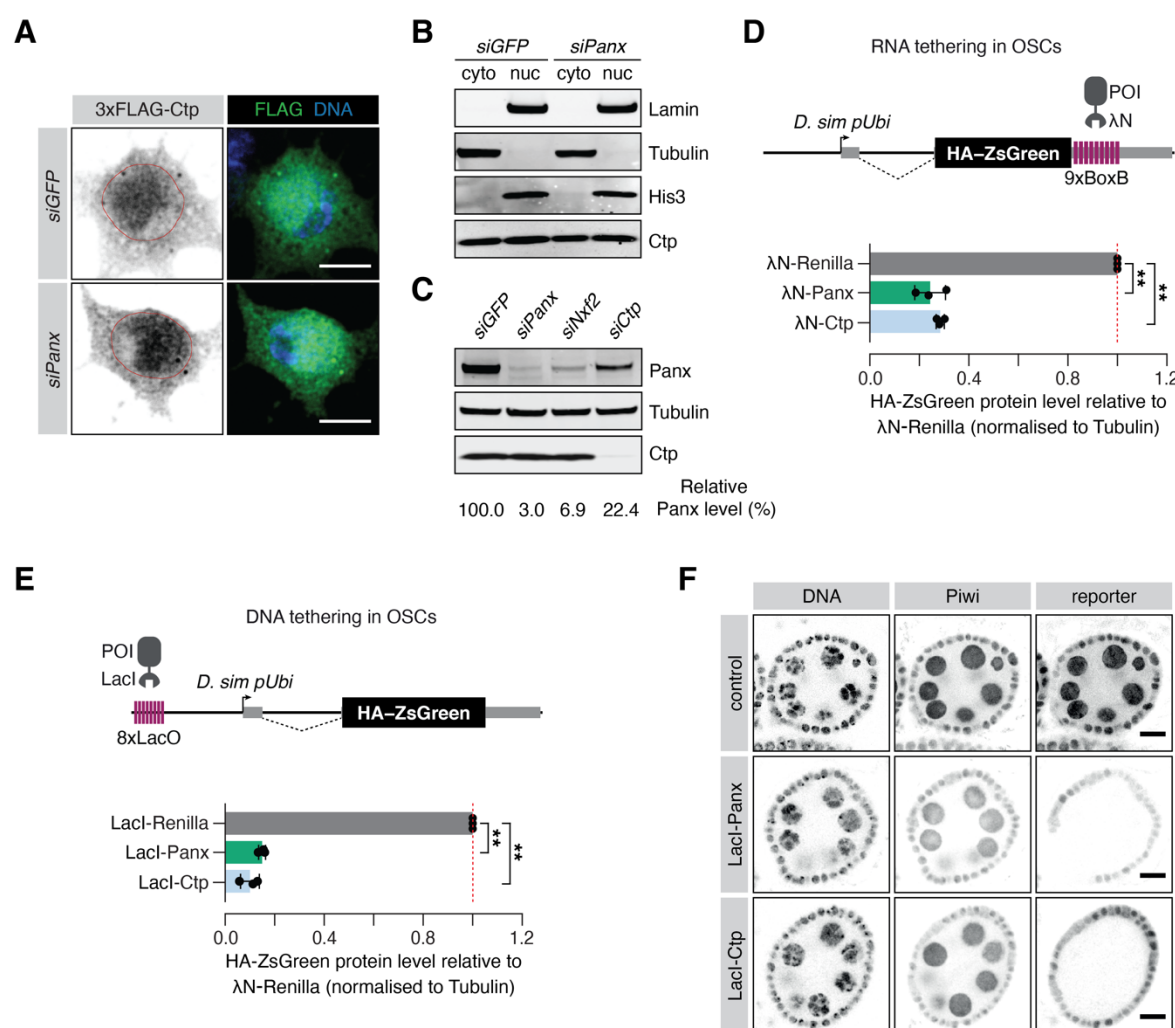 A
3xFLAG-Ctp
FLAG DNA
siGFP
siPanx
B
siGFP siPanx
cyto nuc cyto nuc
Lamin
Tubulin
His3
Ctp
C
siGFP siPanx siNxf2 siCtp
Panx
Tubulin
Ctp
Relative
100.0 3.0 6.9 22.4 Panx level (%)
D
RNA tethering in OSCs
POI
λN
D. sim pUbi
HA–ZsGreen
9xBoxB
λN-Renilla
λN-Panx
λN-Ctp
**
**
0.0 0.4 0.8 1.2
HA-ZsGreen protein level relative to
λN-Renilla (normalised to Tubulin)
E
DNA tethering in OSCs
POI
LacI
D. sim pUbi
HA–ZsGreen
8xLacO
LacI-Renilla
LacI-Panx
LacI-Ctp
**
**
0.0 0.4 0.8 1.2
HA-ZsGreen protein level relative to
λN-Renilla (normalised to Tubulin)
F
DNA Piwi reporter
control
LacI-Panx
LacI-Ctp